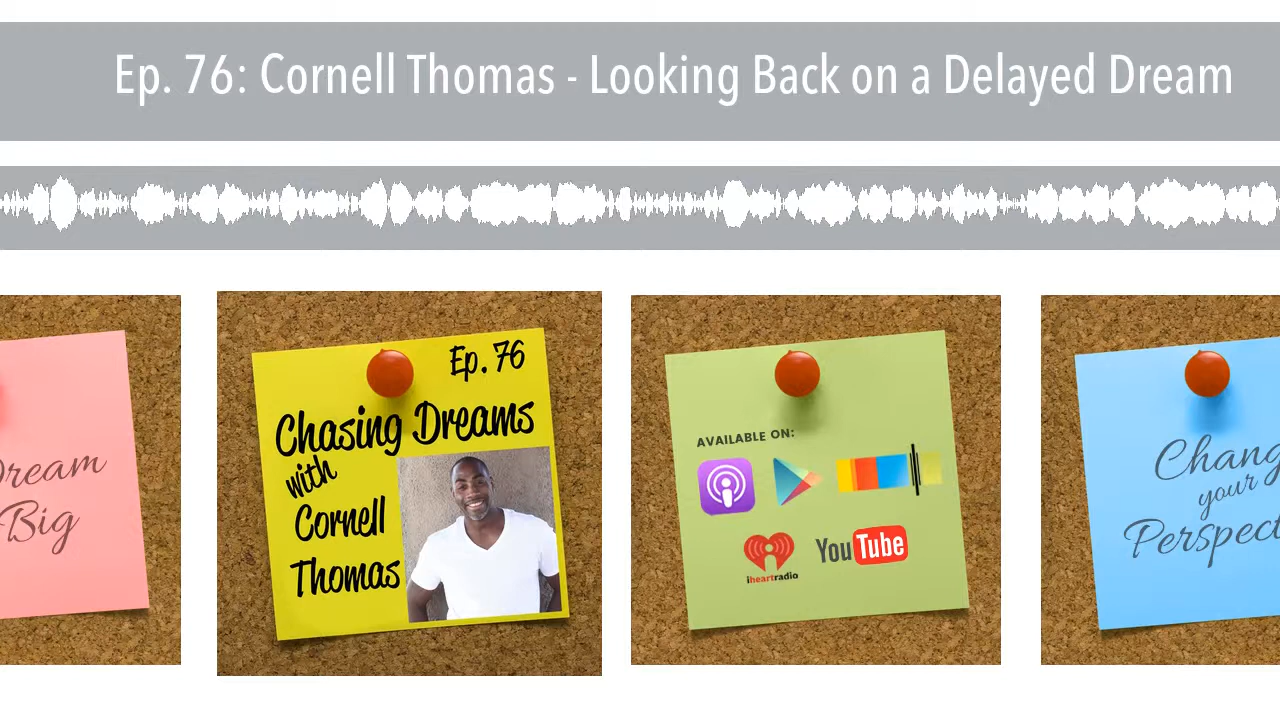 Ep. 76: Cornell Thomas - Looking Back on a Delayed Dream
Dream
Big
Ep. 76
Chasing Dreams
with
Cornell
Thomas
AVAILABLE ON:
iheartradio
YouTube
Chang
your
Perspect